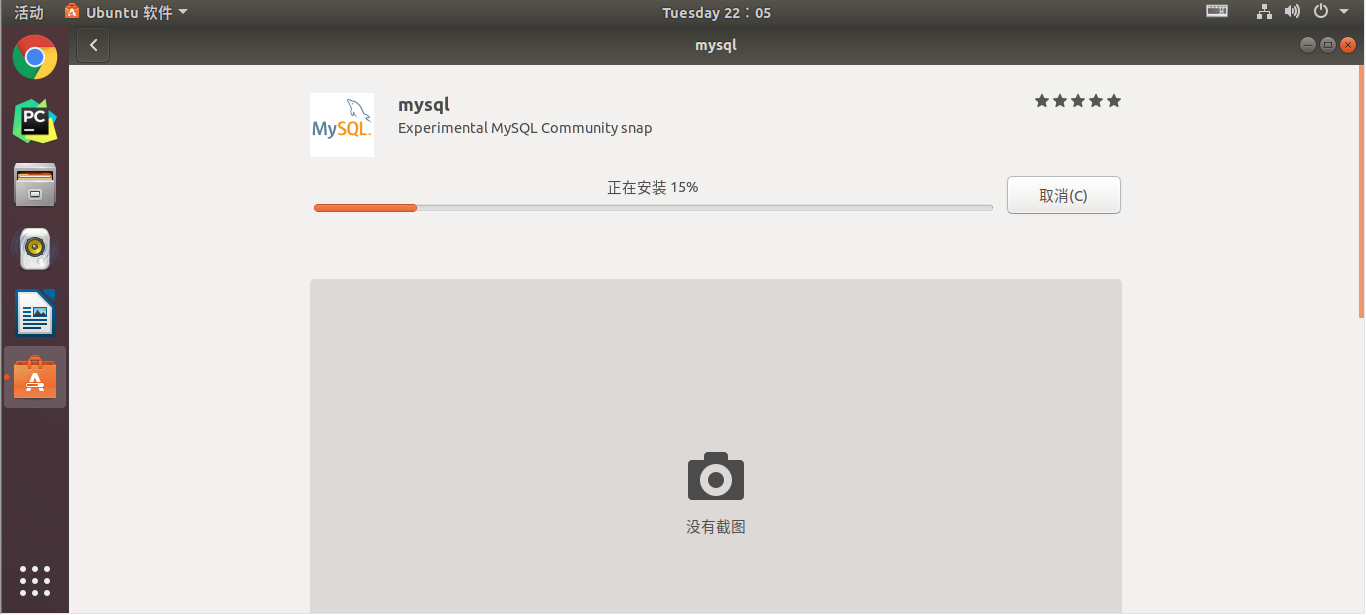 活动 Ubuntu 软件 Tuesday 22：05
mysql
MySQL
mysql
Experimental MySQL Community snap
正在安装 15%
取消(C)
PC
没有截图